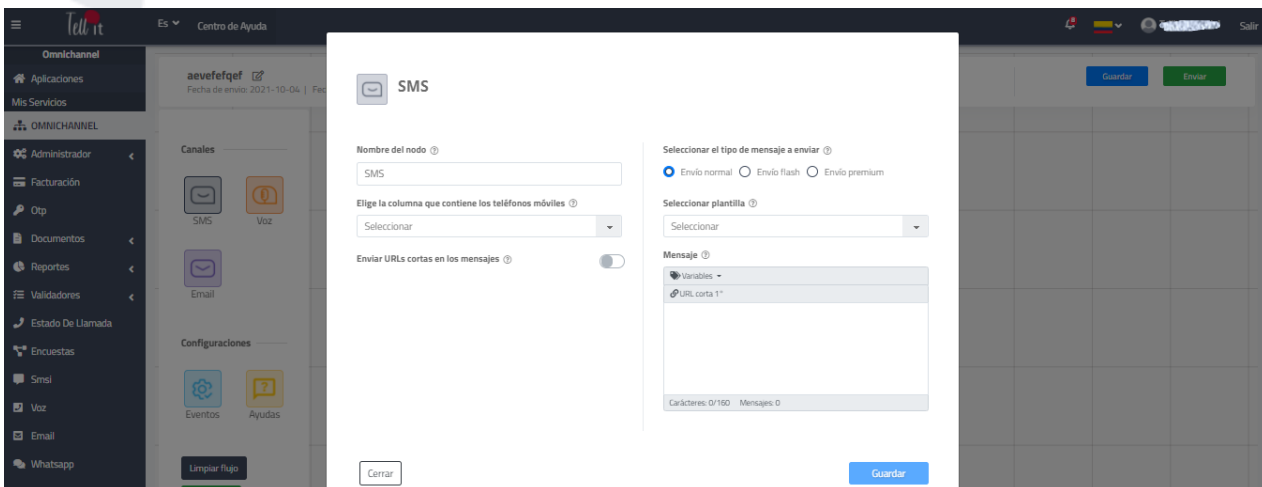 Tell it
Es Centro de Ayuda
Salir
Omnichannel
Aplicaciones
Mis Servicios
OMNICHANNEL
Administrador
Facturación
Otp
Documentos
Reportes
Validadores
Estado De Llamada
Encuestas
Smsi
Voz
Email
Whatsapp
aevefefqef
Fecha de envio: 2021-10-04 | Fec
Guardar Enviar
Canales
SMS Voz
Email
Configuraciones
Eventos Ayudas
Limpiar flujo
SMS
Nombre del nodo
SMS
Elige la columna que contiene los teléfonos móviles
Seleccionar
Enviar URLs cortas en los mensajes
Seleccionar el tipo de mensaje a enviar
Envío normal Envío flash Envío premium
Seleccionar plantilla
Seleccionar
Mensaje
Variables
URL corta 1°
Carácteres: 0/160 Mensajes: 0
Cerrar Guardar